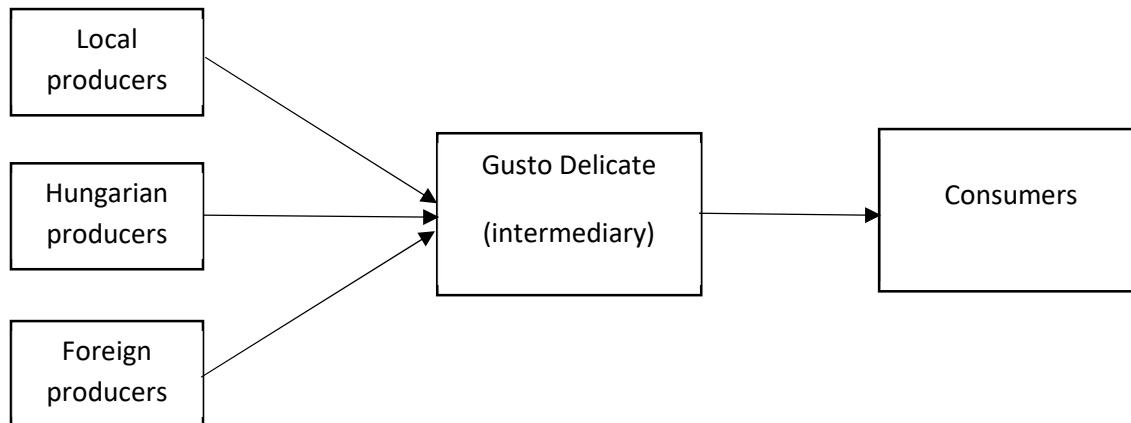 Local
producers
Hungarian
producers
Foreign
producers
Gusto Delicate
(intermediary)
Consumers